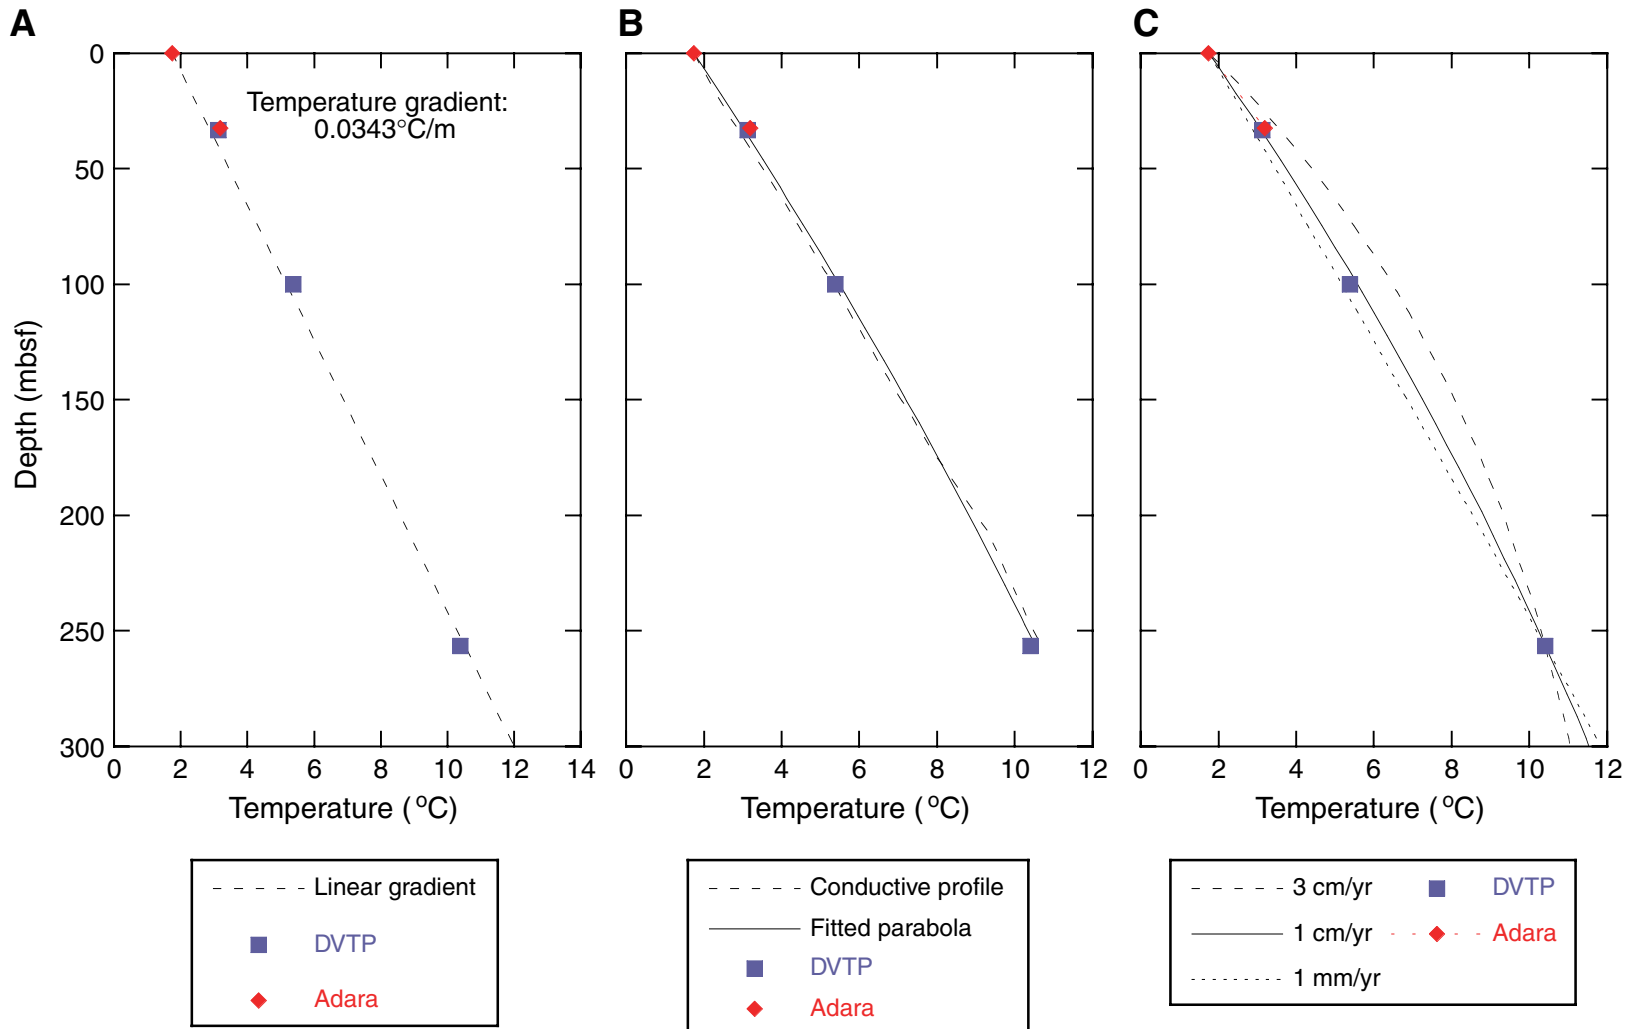 A
B
C
Temperature gradient:
0.0343°C/m
0
50
100
150
200
250
300
Depth (mbsf)
0 2 4 6 8 10 12 14
0 2 4 6 8 10 12
0 2 4 6 8 10 12
Temperature (°C)
Temperature (°C)
Temperature (°C)
Linear gradient
DVTP
Adara
Conductive profile
Fitted parabola
DVTP
Adara
3 cm/yr DVTP
1 cm/yr Adara
1 mm/yr